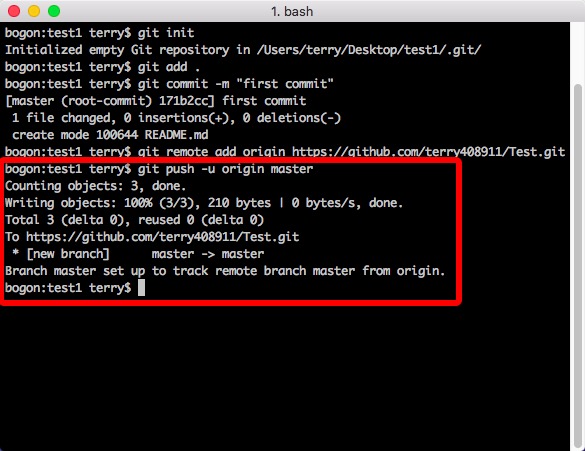 1. bash
bogon:test1 terry$ git init
Initialized empty Git repository in /Users/terry/Desktop/test1/.git/
bogon:test1 terry$ git add .
bogon:test1 terry$ git commit -m "first commit"
[master (root-commit) 171b2cc] first commit
 1 file changed, 0 insertions(+), 0 deletions(-)
 create mode 100644 README.md
bogon:test1 terry$ git remote add origin https://github.com/terry408911/Test.git
bogon:test1 terry$ git push -u origin master
Counting objects: 3, done.
Writing objects: 100% (3/3), 210 bytes | 0 bytes/s, done.
Total 3 (delta 0), reused 0 (delta 0)
To https://github.com/terry408911/Test.git
 * [new branch]      master -> master
Branch master set up to track remote branch master from origin.
bogon:test1 terry$